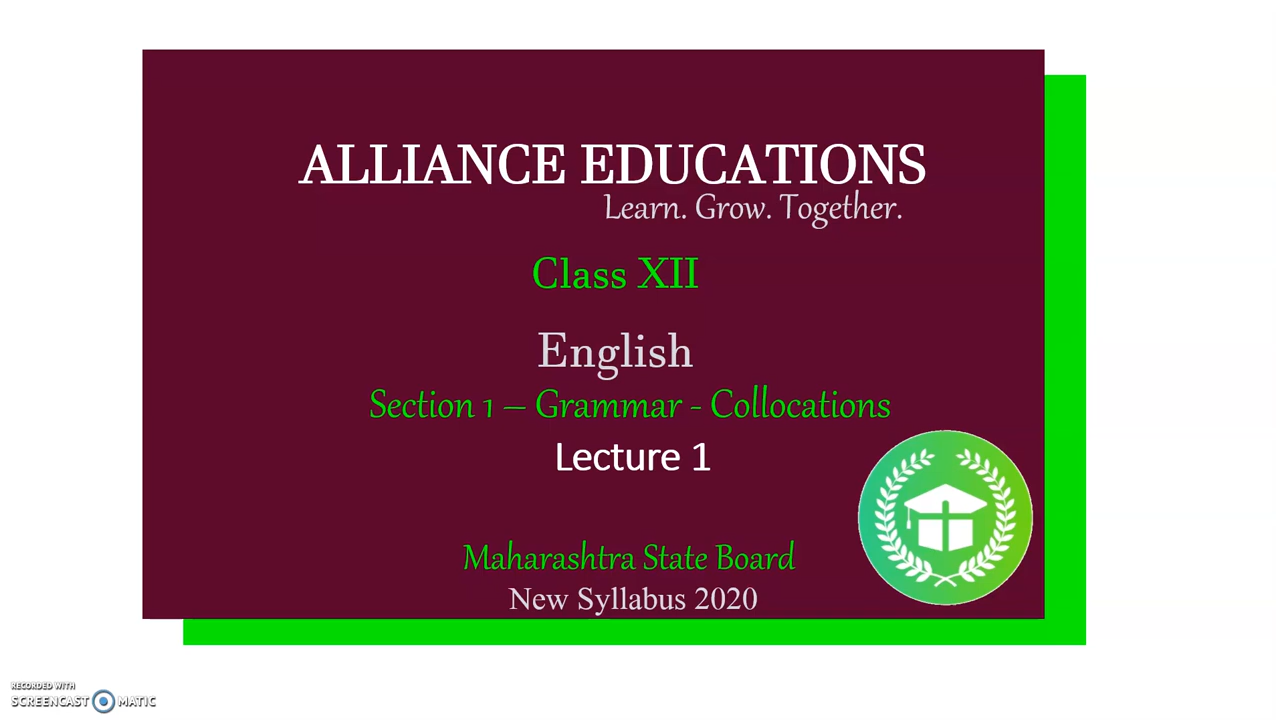 ALLIANCE EDUCATIONS
Learn. Grow. Together.
Class XII
English
Section 1 – Grammar - Collocations
Lecture 1
Maharashtra State Board
New Syllabus 2020
RECORDED WITH
SCREENCAST MATIC